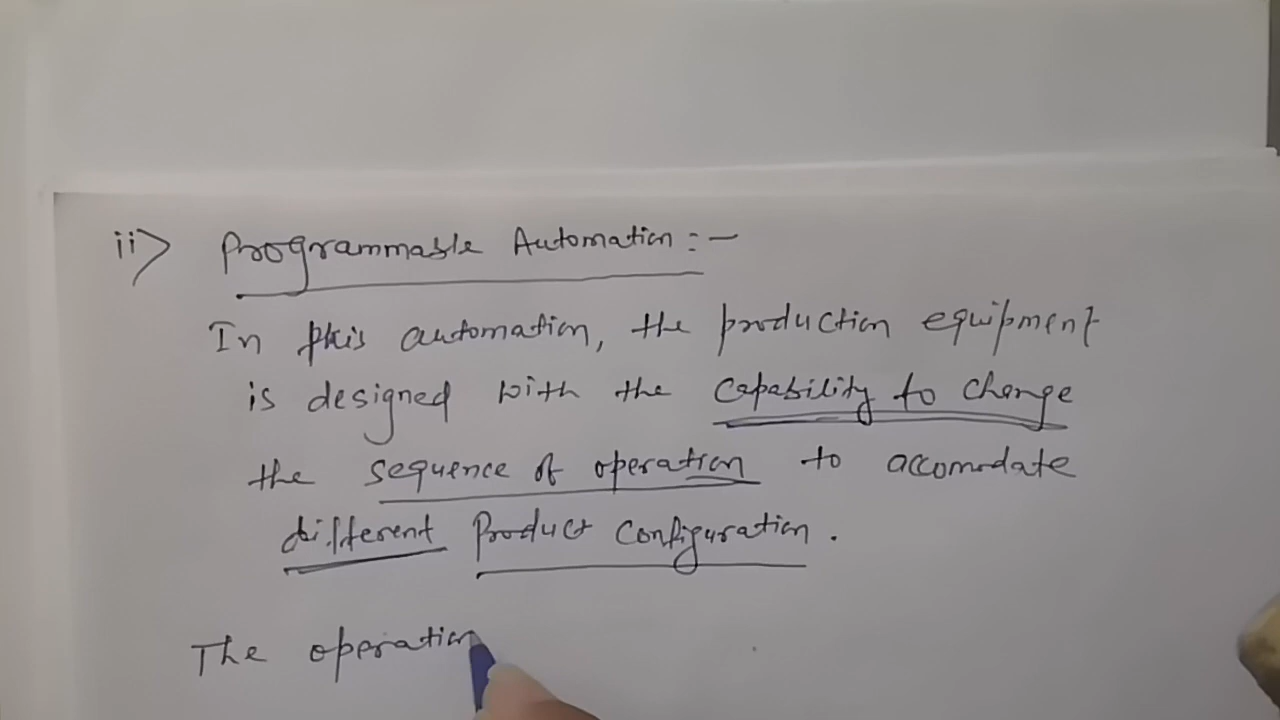 ii> Programmable Automation :-
In this automation, the production equipment
is designed with the capability to change
the sequence of operation to accomodate
different Product Configuration.
The operation